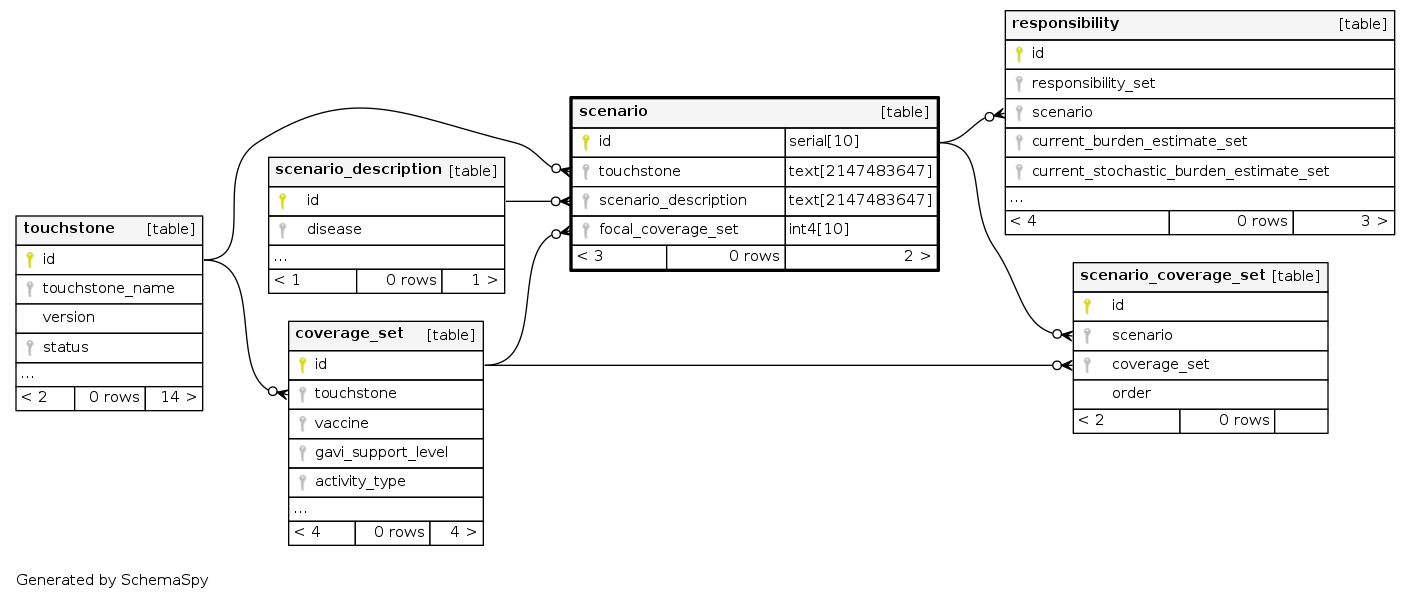 responsibility [table]
id
responsibility_set
scenario
current_burden_estimate_set
current_stochastic_burden_estimate_set
...
< 4 0 rows 3 >
scenario [table]
id serial[10]
touchstone text[2147483647]
scenario_description text[2147483647]
focal_coverage_set int4[10]
< 3 0 rows 2 >
scenario_description [table]
id
disease
...
< 1 0 rows 1 >
touchstone [table]
id
touchstone_name
version
status
...
< 2 0 rows 14 >
scenario_coverage_set [table]
id
scenario
coverage_set
order
< 2 0 rows
coverage_set [table]
id
touchstone
vaccine
gavi_support_level
activity_type
...
< 4 0 rows 4 >
Generated by SchemaSpy